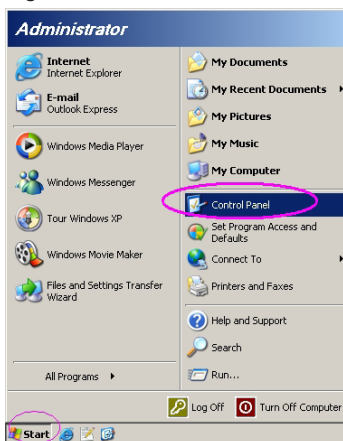 Administrator
Internet
Internet Explorer
E-mail
Outlook Express
Windows Media Player
Windows Messenger
Tour Windows XP
Windows Movie Maker
Files and Settings Transfer
Wizard
All Programs
My Documents
My Recent Documents
My Pictures
My Music
My Computer
Control Panel
Set Program Access and
Defaults
Connect To
Printers and Faxes
Help and Support
Search
Run...
Log Off
Turn Off Computer
Start